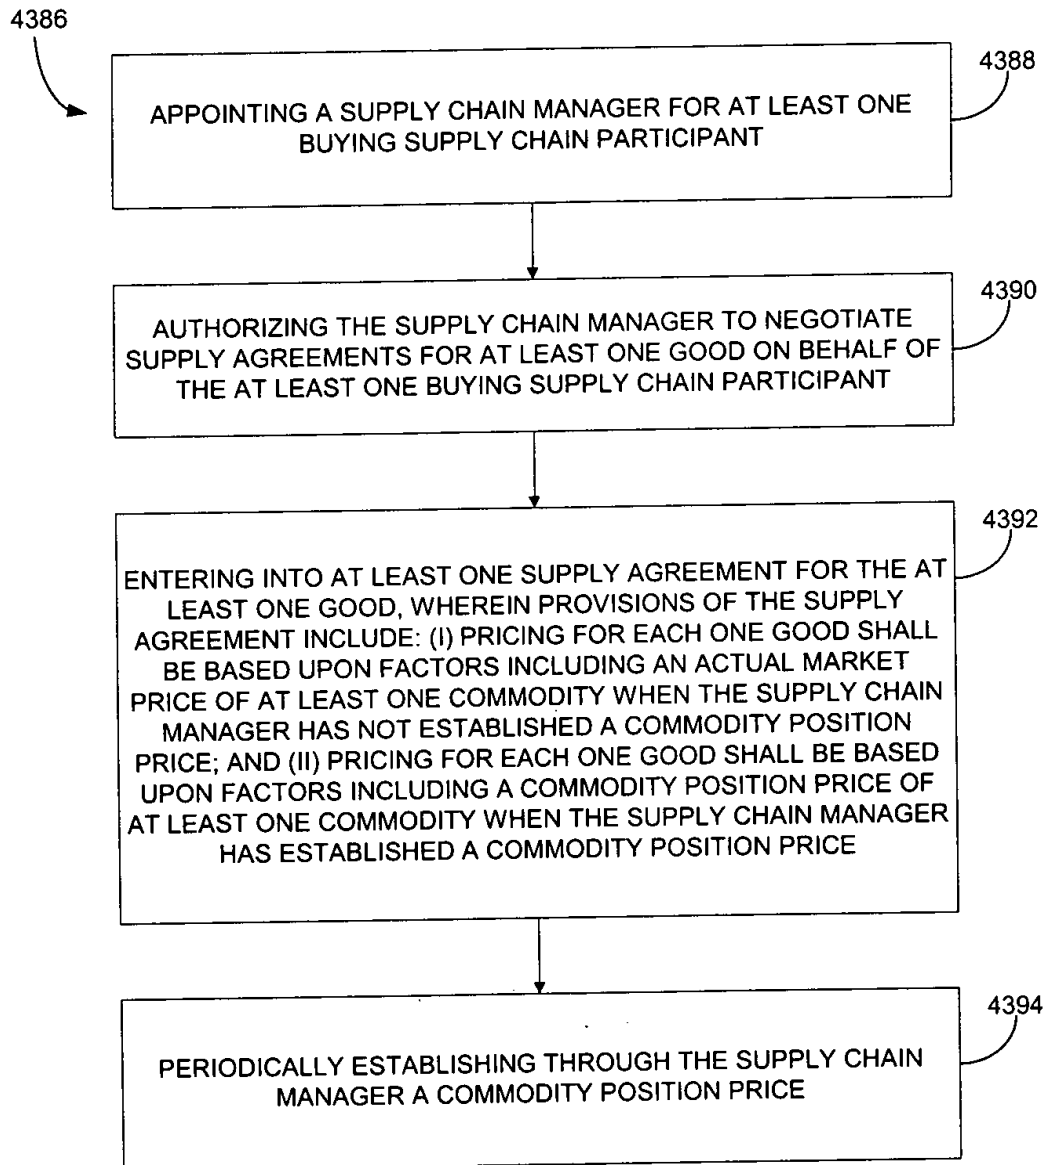 4386
4388
APPOINTING A SUPPLY CHAIN MANAGER FOR AT LEAST ONE
BUYING SUPPLY CHAIN PARTICIPANT
4390
AUTHORIZING THE SUPPLY CHAIN MANAGER TO NEGOTIATE
SUPPLY AGREEMENTS FOR AT LEAST ONE GOOD ON BEHALF OF
THE AT LEAST ONE BUYING SUPPLY CHAIN PARTICIPANT
4392
ENTERING INTO AT LEAST ONE SUPPLY AGREEMENT FOR THE AT
LEAST ONE GOOD, WHEREIN PROVISIONS OF THE SUPPLY
AGREEMENT INCLUDE: (I) PRICING FOR EACH ONE GOOD SHALL
BE BASED UPON FACTORS INCLUDING AN ACTUAL MARKET
PRICE OF AT LEAST ONE COMMODITY WHEN THE SUPPLY CHAIN
MANAGER HAS NOT ESTABLISHED A COMMODITY POSITION
PRICE; AND (II) PRICING FOR EACH ONE GOOD SHALL BE BASED
UPON FACTORS INCLUDING A COMMODITY POSITION PRICE OF
AT LEAST ONE COMMODITY WHEN THE SUPPLY CHAIN MANAGER
HAS ESTABLISHED A COMMODITY POSITION PRICE
4394
PERIODICALLY ESTABLISHING THROUGH THE SUPPLY CHAIN
MANAGER A COMMODITY POSITION PRICE